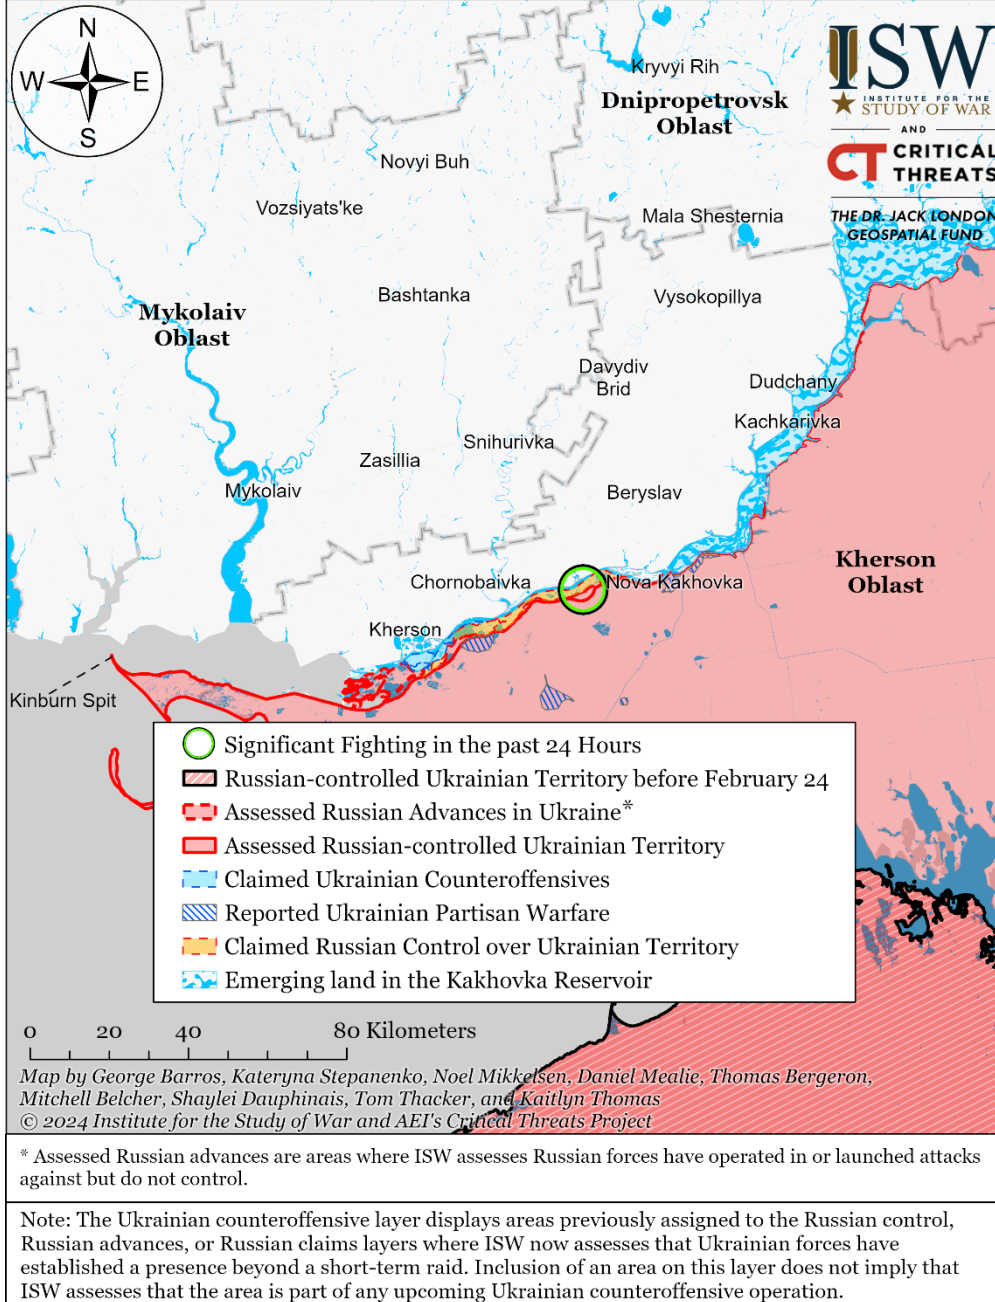 N
W
E
S
ISW
INSTITUTE FOR THE
STUDY OF WAR
AND
CT CRITICAL
THREATS
THE DR. JACK LONDON
GEOSPATIAL FUND
Kryvyi Rih
Dnipropetrovsk
Oblast
Novyi Buh
Vozsiyats'ke
Mala Shesternia
Bashtanka
Vysokopillya
Mykolaiv
Oblast
Davydiv
Brid
Dudchany
Kachkarivka
Snihurivka
Zasillia
Mykolaiv
Beryslav
Kherson
Oblast
Chornobaivka
Nova Kakhovka
Kherson
Kinburn Spit
Significant Fighting in the past 24 Hours
Russian-controlled Ukrainian Territory before February 24
Assessed Russian Advances in Ukraine*
Assessed Russian-controlled Ukrainian Territory
Claimed Ukrainian Counteroffensives
Reported Ukrainian Partisan Warfare
Claimed Russian Control over Ukrainian Territory
Emerging land in the Kakhovka Reservoir
0 20 40 80 Kilometers
Map by George Barros, Kateryna Stepanenko, Noel Mikkelsen, Daniel Mealie, Thomas Bergeron,
Mitchell Belcher, Shaylei Dauphinais, Tom Thacker, and Kaitlyn Thomas
© 2024 Institute for the Study of War and AEI's Critical Threats Project
* Assessed Russian advances are areas where ISW assesses Russian forces have operated in or launched attacks
against but do not control.
Note: The Ukrainian counteroffensive layer displays areas previously assigned to the Russian control,
Russian advances, or Russian claims layers where ISW now assesses that Ukrainian forces have
established a presence beyond a short-term raid. Inclusion of an area on this layer does not imply that
ISW assesses that the area is part of any upcoming Ukrainian counteroffensive operation.